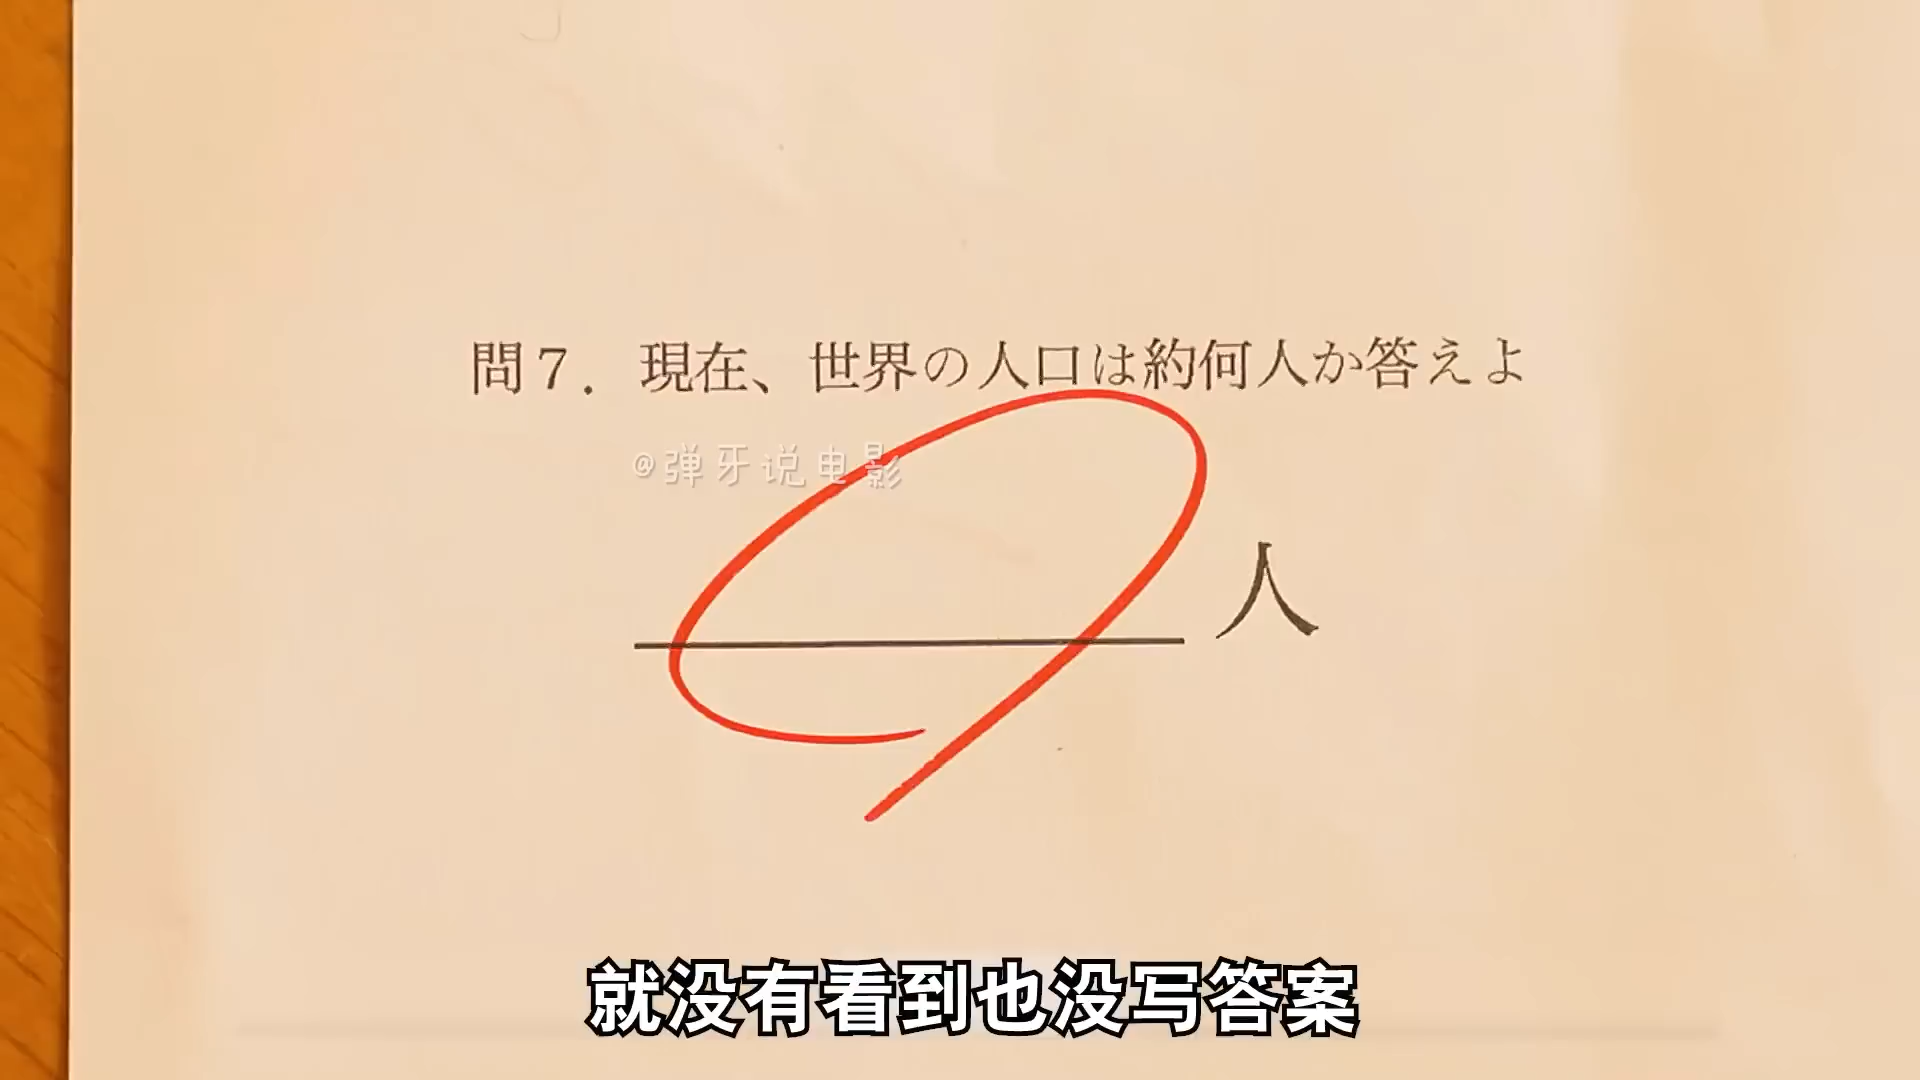 問７．現在、世界の人口は約何人か答えよ
@弹牙说电影
人
就没有看到也没写答案